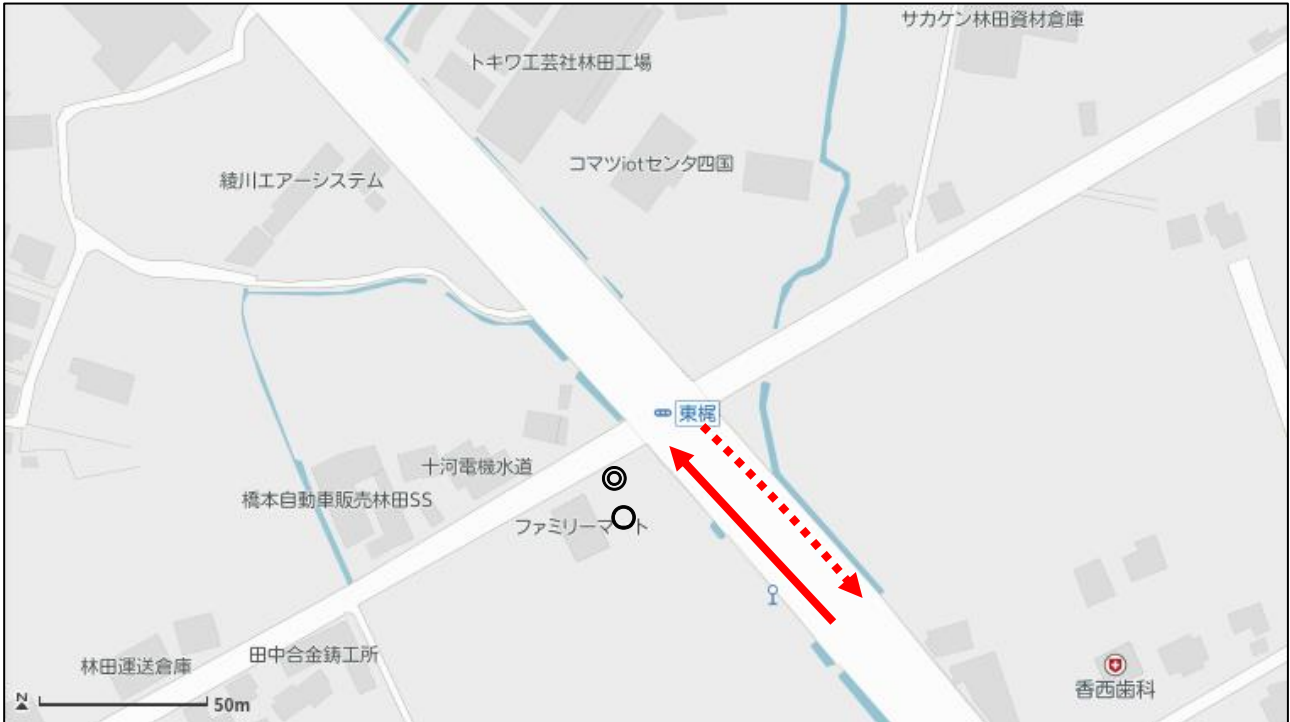 サカケン林田資材倉庫
トキワ工芸社林田工場
コマツiotセンタ四国
綾川エアーシステム
東梶
十河電機水道
橋本自動車販売林田SS
ファミリーマート
林田運送倉庫
田中合金鋳工所
香西歯科
N
50m